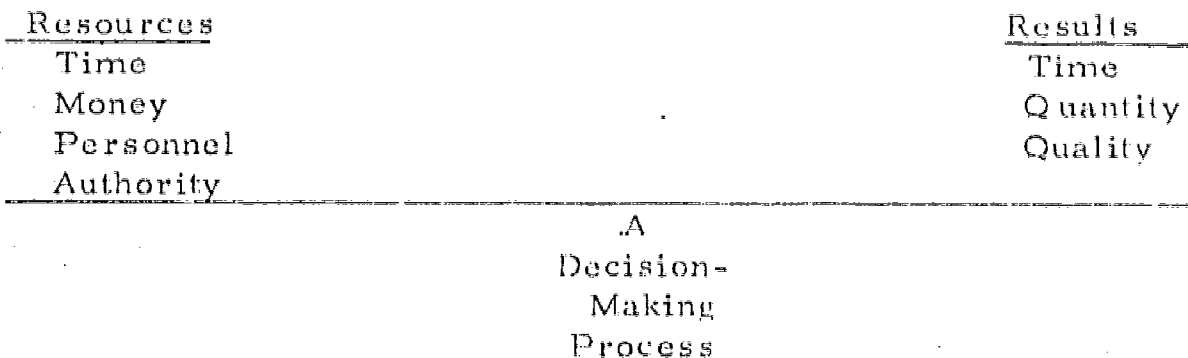 Resources
Time
Money
Personnel
Authority
Results
Time
Quantity
Quality
.A
Decision-
Making
Process